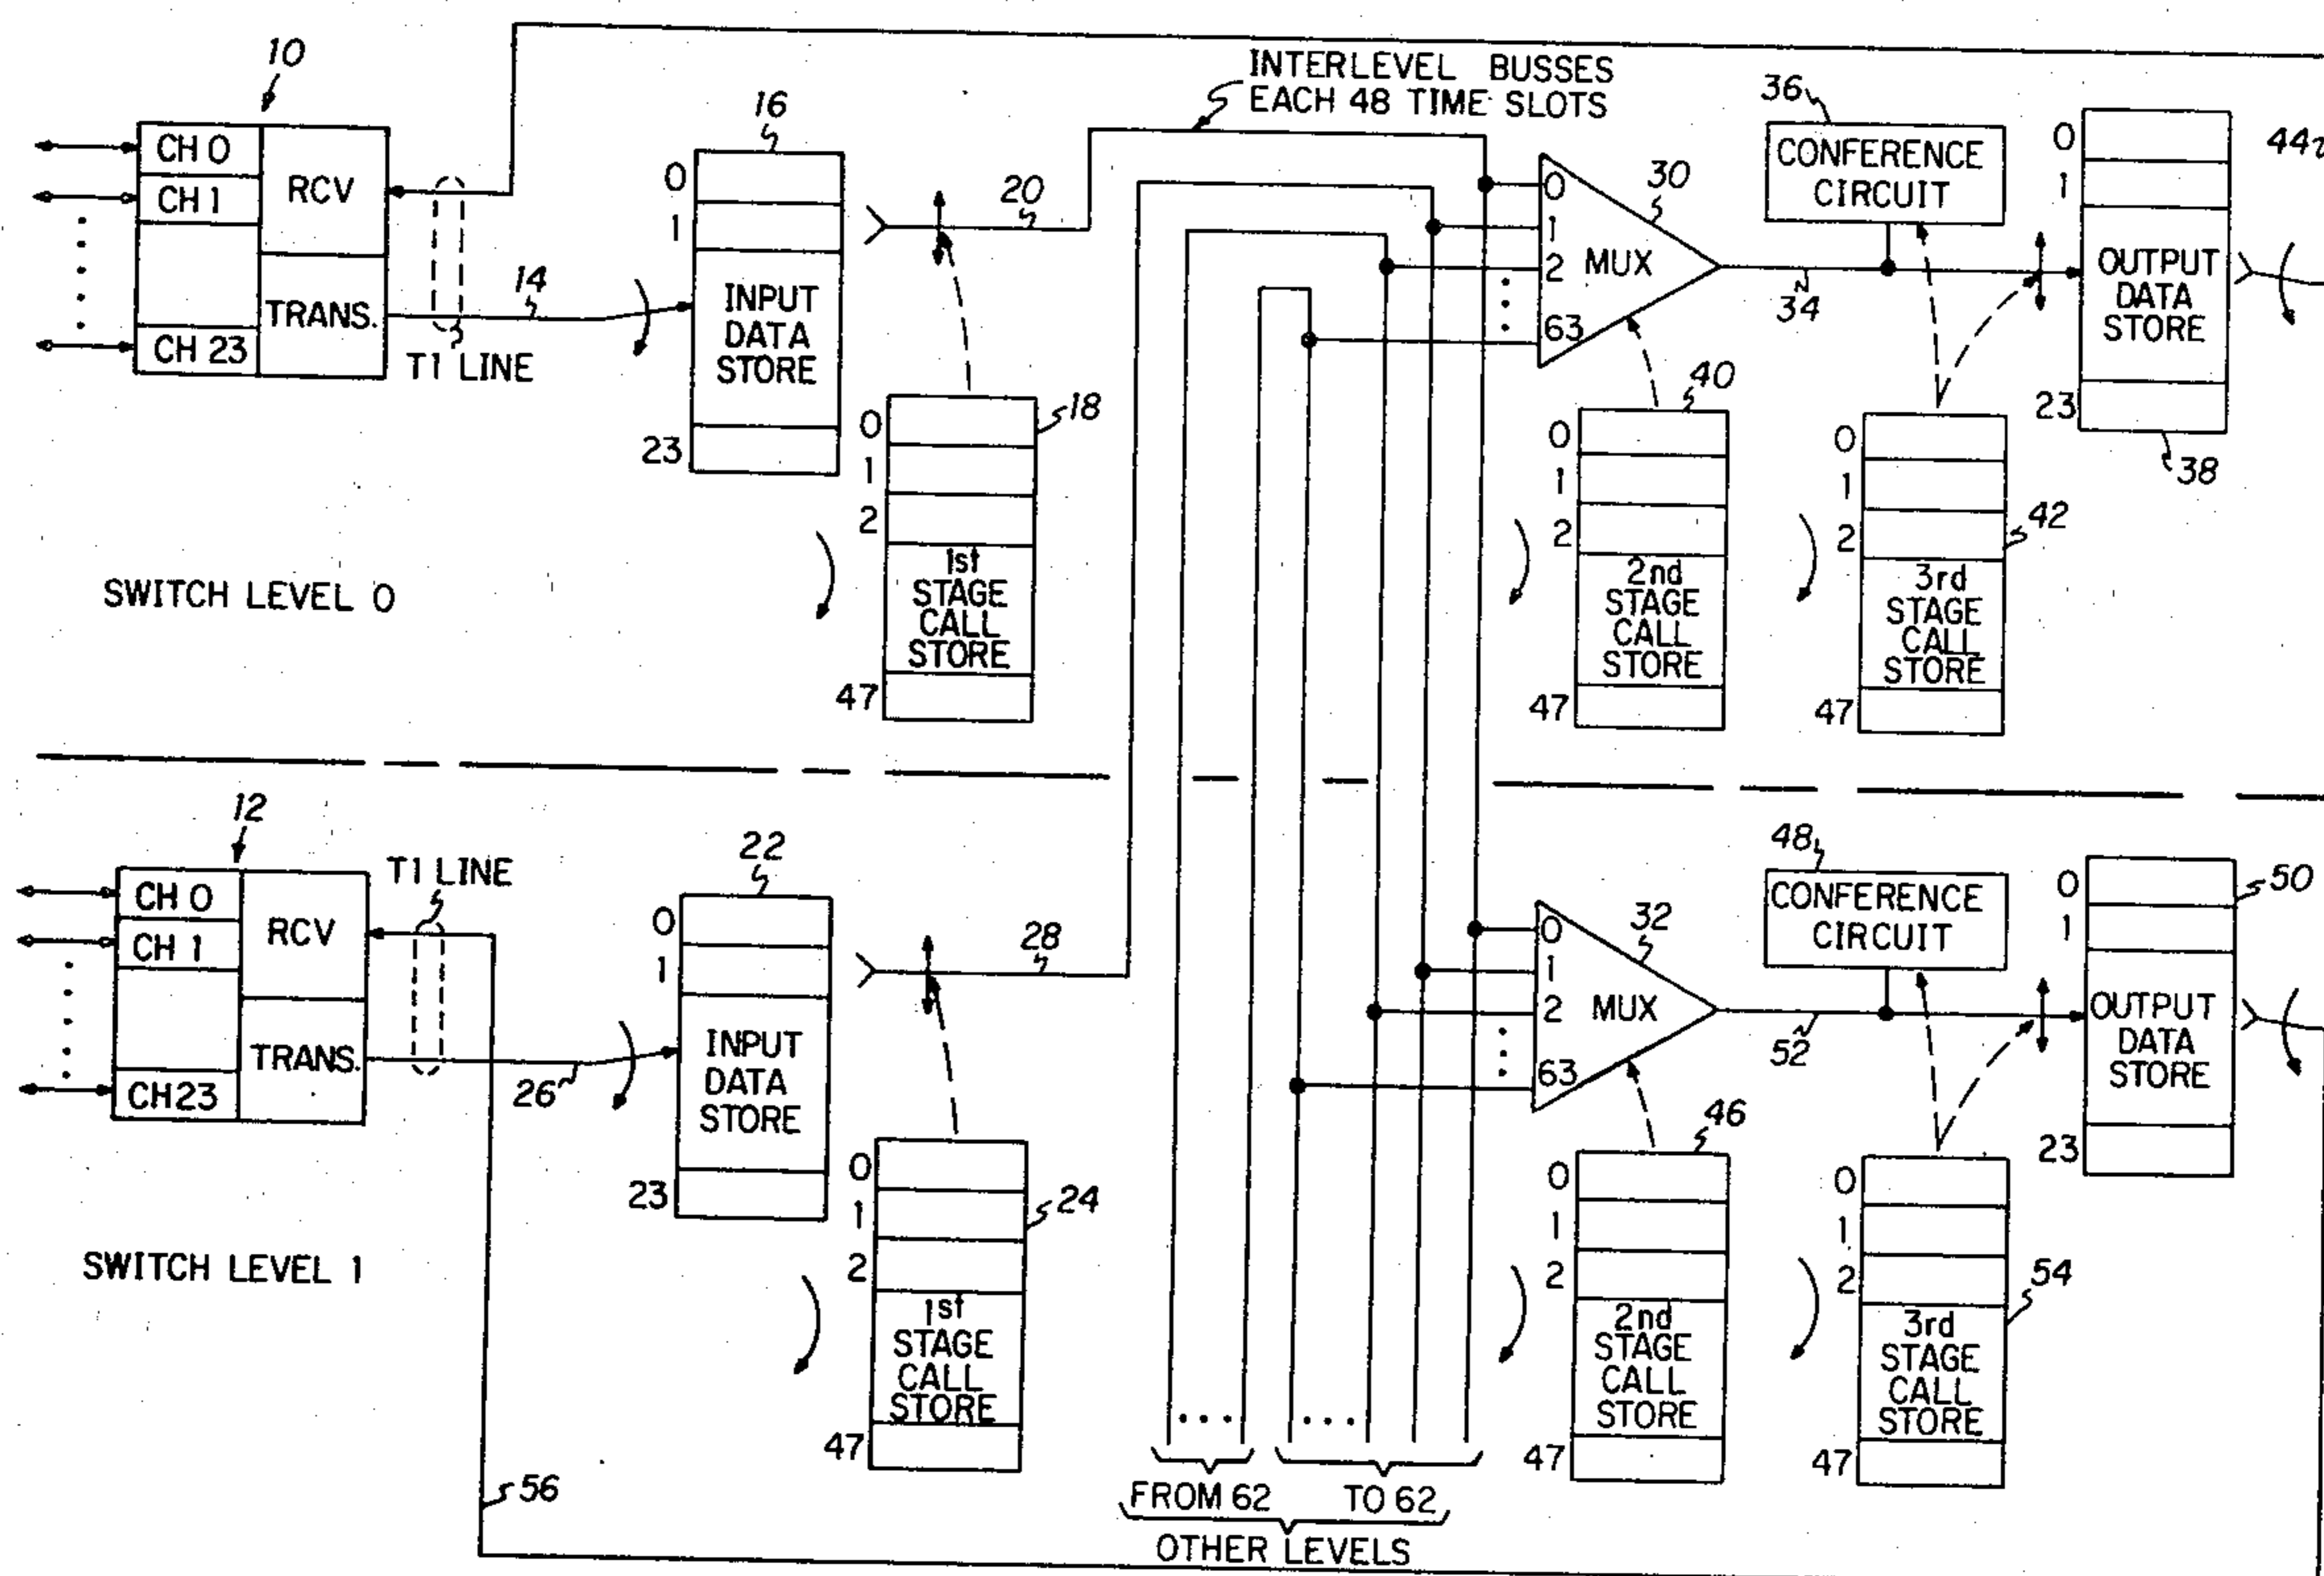 INTERLEVEL BUSSES
EACH 48 TIME SLOTS
10
CH 0
CH 1
CH 23
RCV
TRANS.
T1 LINE
14
16
0
1
INPUT
DATA
STORE
23
20
18
0
1
2
1st
STAGE
CALL
STORE
47
SWITCH LEVEL 0
30
0
1
2
63
MUX
36
CONFERENCE
CIRCUIT
34
0
1
OUTPUT
DATA
STORE
23
38
44
40
0
1
2
2nd
STAGE
CALL
STORE
47
42
0
1
2
3rd
STAGE
CALL
STORE
47
12
CH 0
CH 1
CH23
RCV
TRANS.
T1 LINE
26
22
0
1
INPUT
DATA
STORE
23
28
24
0
1
2
1st
STAGE
CALL
STORE
47
SWITCH LEVEL 1
56
32
0
1
2
63
MUX
48
CONFERENCE
CIRCUIT
52
50
0
1
OUTPUT
DATA
STORE
23
46
0
1
2
2nd
STAGE
CALL
STORE
47
54
0
1
2
3rd
STAGE
CALL
STORE
47
FROM 62 TO 62
OTHER LEVELS